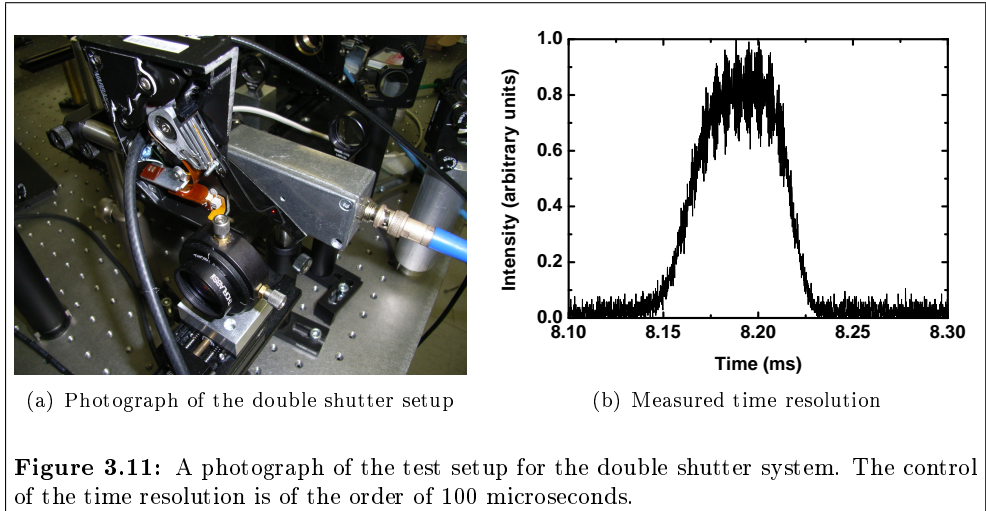 1.0
0.8
0.6
0.4
0.2
0.0
Intensity (arbitrary units)
8.10 8.15 8.20 8.25 8.30
Time (ms)
(a) Photograph of the double shutter setup
(b) Measured time resolution
Figure 3.11: A photograph of the test setup for the double shutter system. The control
of the time resolution is of the order of 100 microseconds.